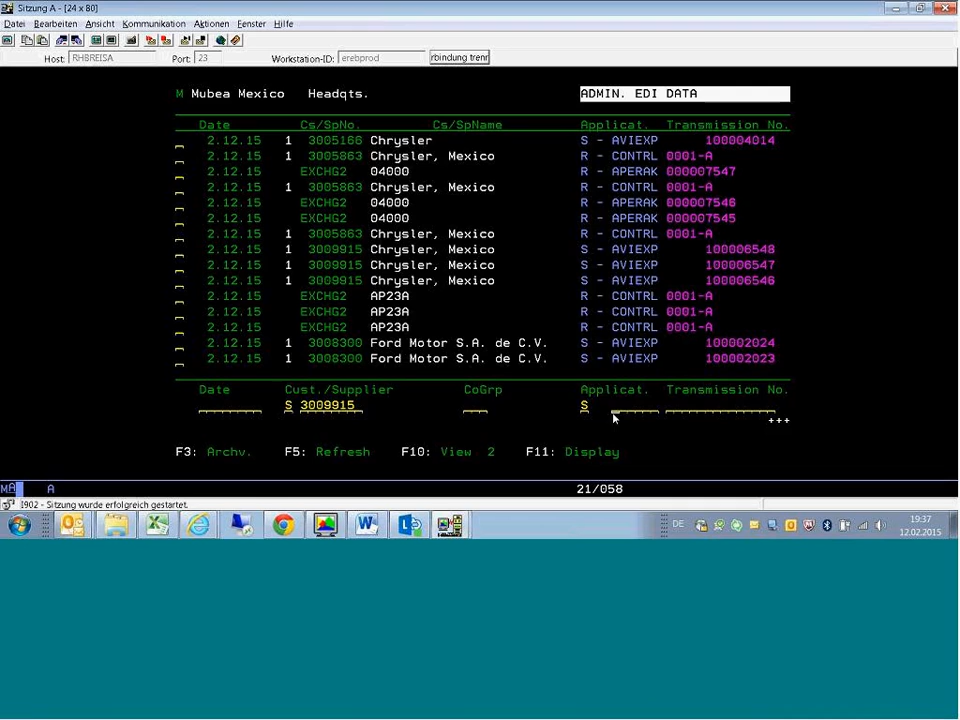 Sitzung A - [24 x 80]
Datei Bearbeiten Ansicht Kommunikation Aktionen Fenster Hilfe
Host: RHBREISA Port: 23 Workstation-ID: erebprod rbindung trenr
M Mubea Mexico Headqts. ADMIN. EDI DATA
Date Cs/SpNo. Cs/SpName Applicat. Transmission No.
2.12.15 1 3005166 Chrysler S - AVIEXP 100004014
2.12.15 1 3005863 Chrysler, Mexico R - CONTRL 0001-A
2.12.15 EXCHG2 04000 R - APERAK 000007547
2.12.15 1 3005863 Chrysler, Mexico R - CONTRL 0001-A
2.12.15 EXCHG2 04000 R - APERAK 000007546
2.12.15 EXCHG2 04000 R - APERAK 000007545
2.12.15 1 3005863 Chrysler, Mexico R - CONTRL 0001-A
2.12.15 1 3009915 Chrysler, Mexico S - AVIEXP 100006548
2.12.15 1 3009915 Chrysler, Mexico S - AVIEXP 100006547
2.12.15 1 3009915 Chrysler, Mexico S - AVIEXP 100006546
2.12.15 EXCHG2 AP23A R - CONTRL 0001-A
2.12.15 EXCHG2 AP23A R - CONTRL 0001-A
2.12.15 EXCHG2 AP23A R - CONTRL 0001-A
2.12.15 1 3008300 Ford Motor S.A. de C.V. S - AVIEXP 100002024
2.12.15 1 3008300 Ford Motor S.A. de C.V. S - AVIEXP 100002023
Date Cust./Supplier CoGrp Applicat. Transmission No.
S 3009915 S
+++
F3: Archv. F5: Refresh F10: View 2 F11: Display
MA A 21/058
I902 - Sitzung wurde erfolgreich gestartet.
DE 19:37
12.02.2015